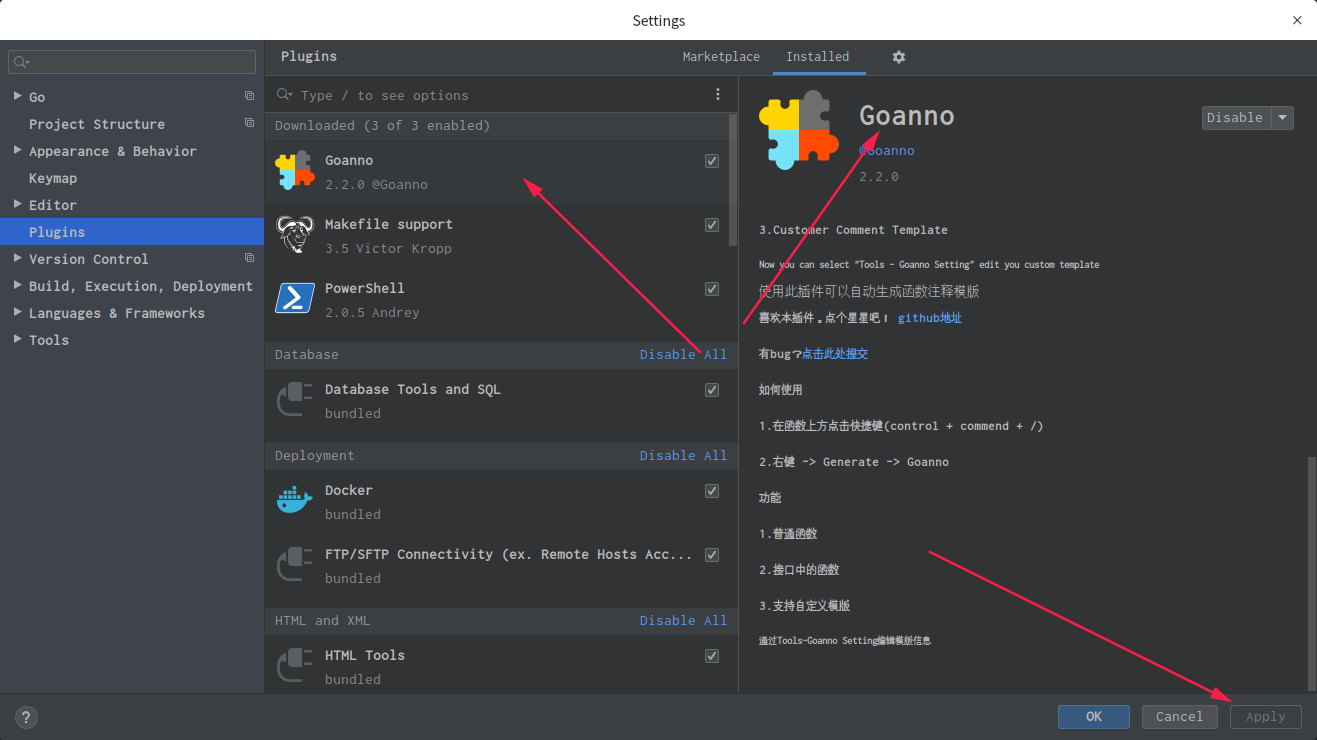 Settings
Plugins
Marketplace
Installed
Go
Project Structure
Appearance & Behavior
Keymap
Editor
Plugins
Version Control
Build, Execution, Deployment
Languages & Frameworks
Tools
Type / to see options
Downloaded (3 of 3 enabled)
Goanno
2.2.0 @Goanno
Makefile support
3.5 Victor Kropp
PowerShell
2.0.5 Andrey
Database Disable All
Database Tools and SQL
bundled
Deployment Disable All
Docker
bundled
FTP/SFTP Connectivity (ex. Remote Hosts Acc...
bundled
HTML and XML Disable All
HTML Tools
bundled
Goanno
Disable
@Goanno
2.2.0
3.Customer Comment Template
Now you can select "Tools - Goanno Setting" edit you custom template
使用此插件可以自动生成函数注释模版
喜欢本插件，点个星星吧！ github地址
有bug？点击此处提交
如何使用
1.在函数上方点击快捷键(control + commend + /)
2.右键 -> Generate -> Goanno
功能
1.普通函数
2.接口中的函数
3.支持自定义模版
通过Tools-Goanno Setting编辑模版信息
?
OK
Cancel
Apply